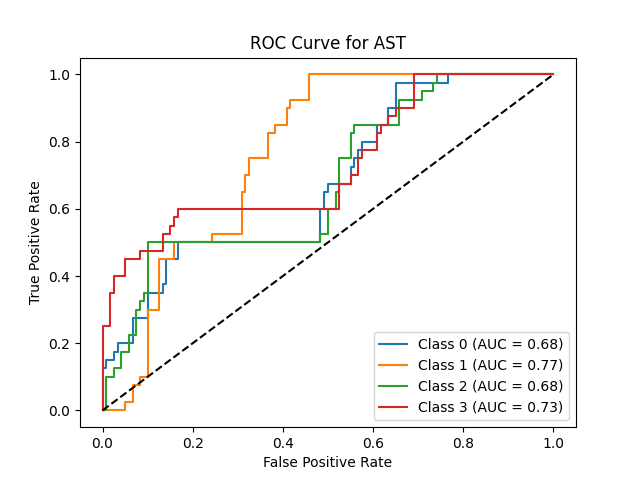 ROC Curve for AST
True Positive Rate
1.0
0.8
0.6
0.4
0.2
0.0
Class 0 (AUC = 0.68)
Class 1 (AUC = 0.77)
Class 2 (AUC = 0.68)
Class 3 (AUC = 0.73)
0.0 0.2 0.4 0.6 0.8 1.0
False Positive Rate